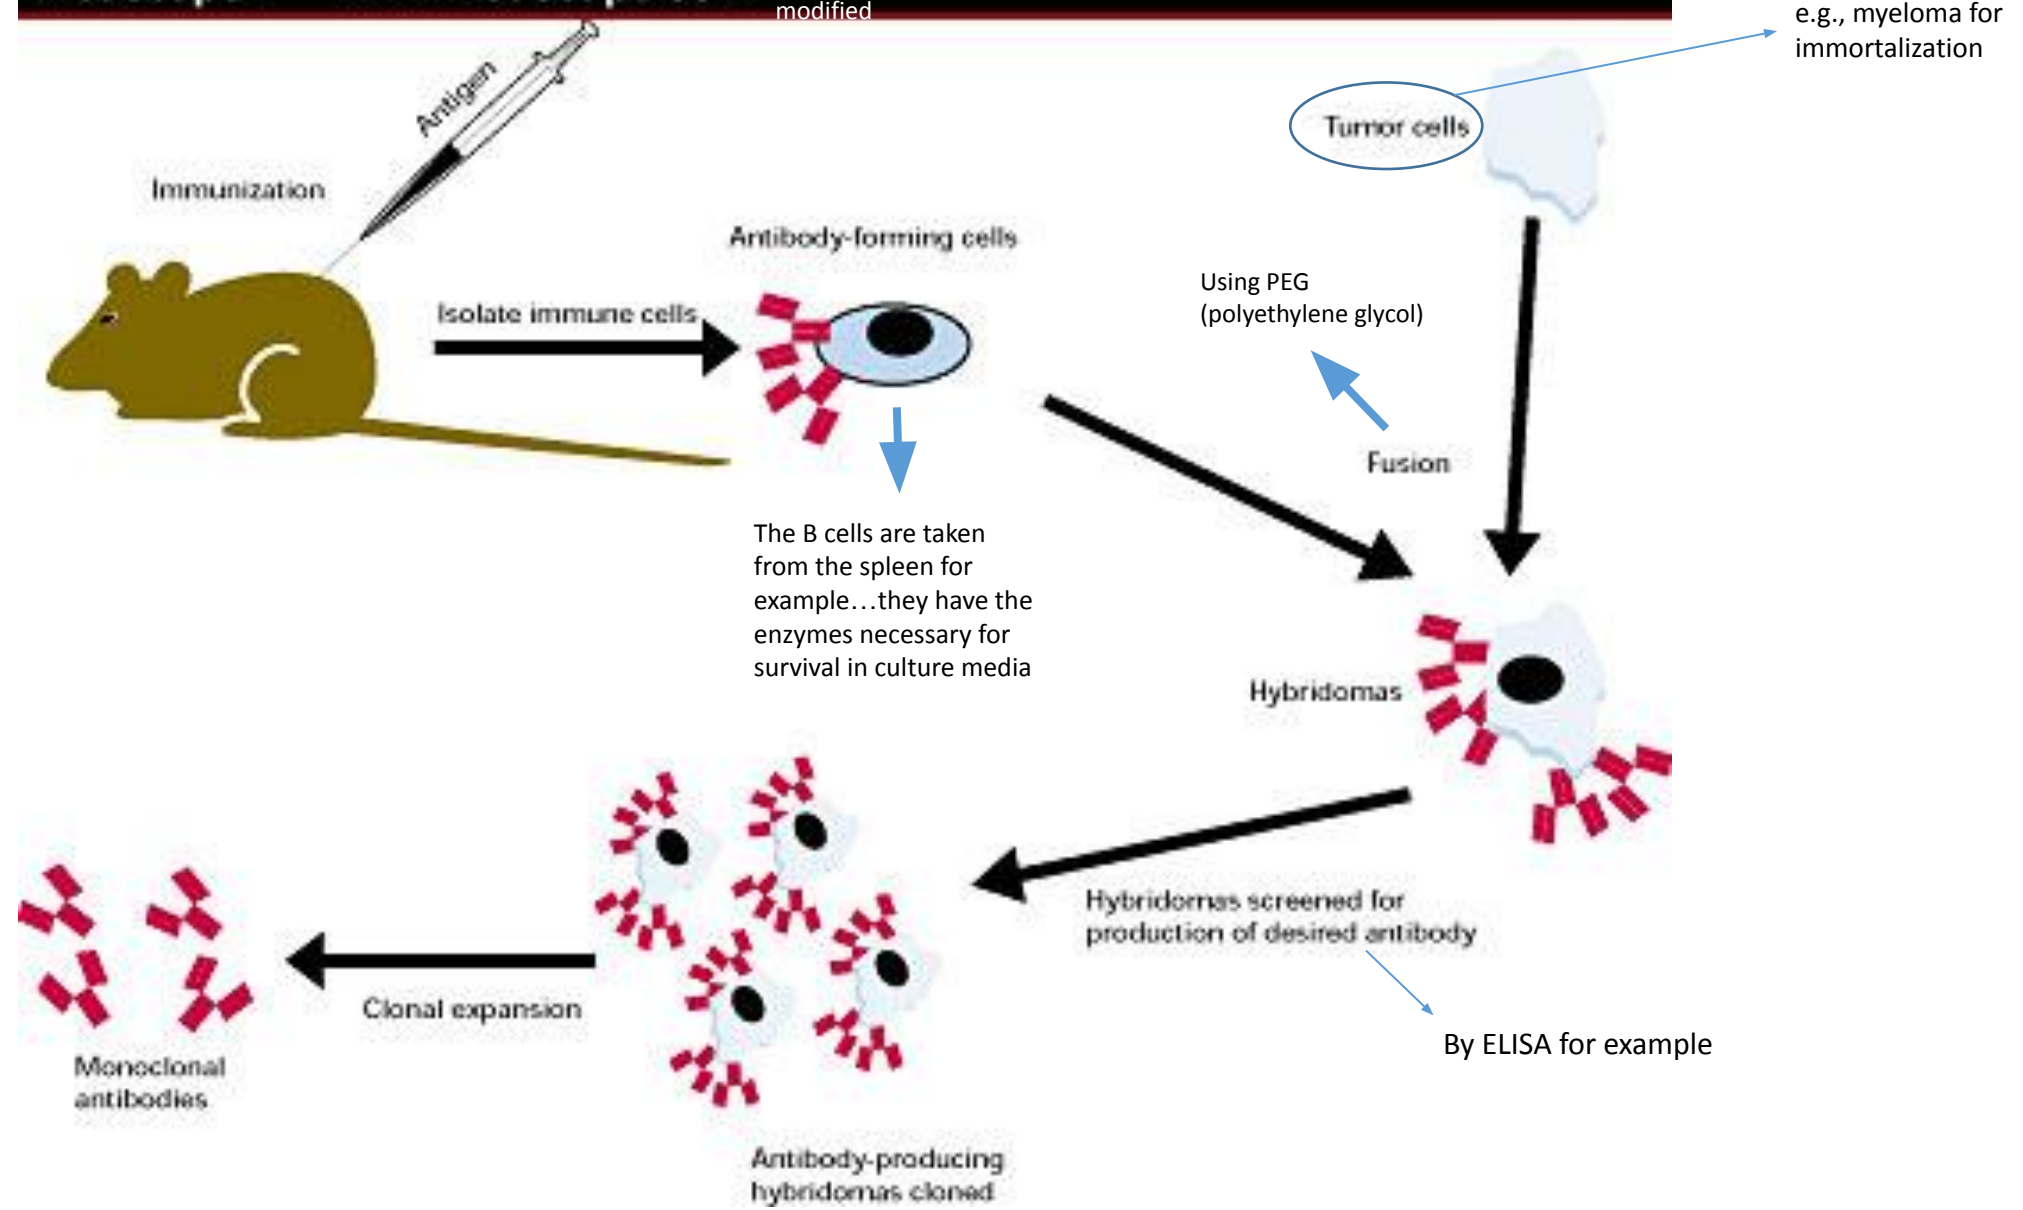 modified
e.g., myeloma for
immortalization
Antigen
Tumor cells
Immunization
Antibody-forming cells
Using PEG
(polyethylene glycol)
Isolate immune cells
Fusion
The B cells are taken
from the spleen for
example…they have the
enzymes necessary for
survival in culture media
Hybridomas
Hybridomas screened for
production of desired antibody
Clonal expansion
By ELISA for example
Monoclonal
antibodies
Antibody-producing
hybridomas cloned